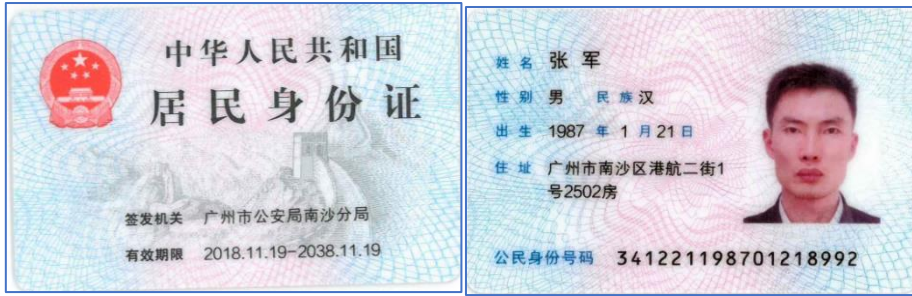 中华人民共和国
居民身份证
签发机关 广州市公安局南沙分局
有效期限 2018.11.19-2038.11.19
姓名 张军
性别 男 民族 汉
出生 1987 年 1 月 21 日
住址 广州市南沙区港航二街1
号2502房
公民身份号码 341221198701218992